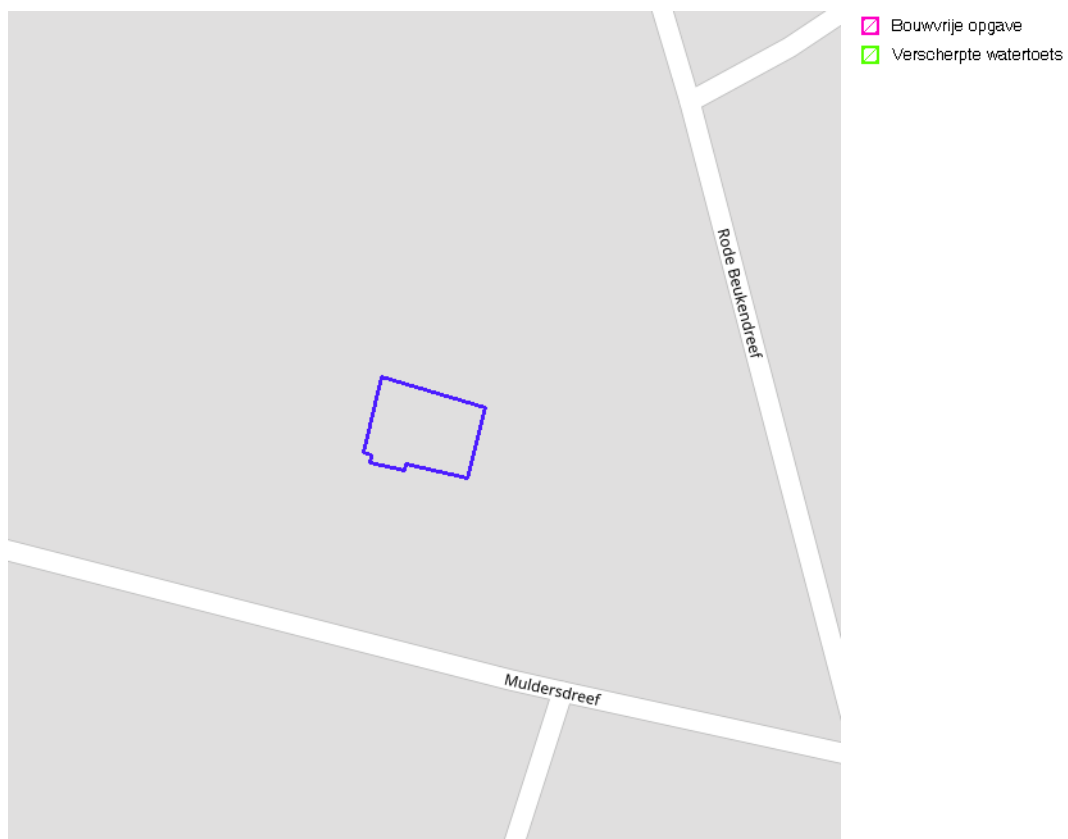 Bouwvrije opgave
Verscherpte watertoets
Rode Beukendreef
Muldersdreef